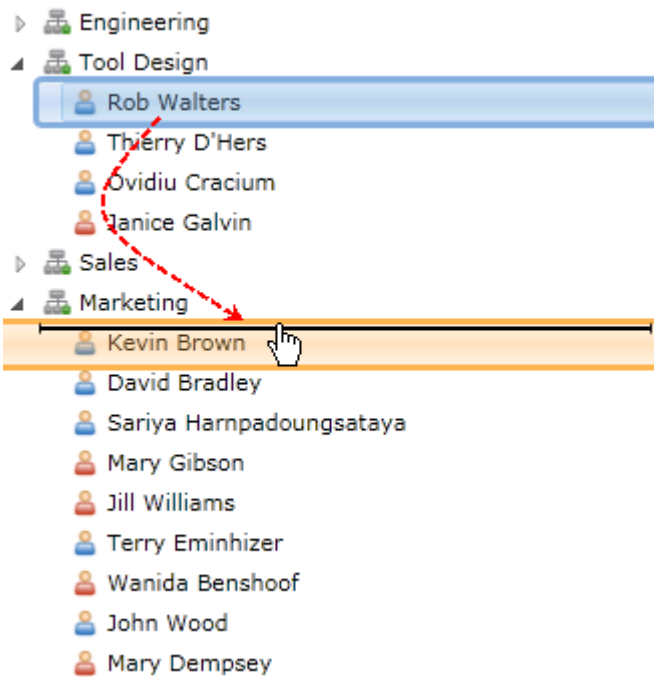 Engineering
Tool Design
Rob Walters
Thierry D'Hers
Ovidiu Cracium
Janice Galvin
Sales
Marketing
Kevin Brown
David Bradley
Sariya Harnpadoungsataya
Mary Gibson
Jill Williams
Terry Eminhizer
Wanida Benshoof
John Wood
Mary Dempsey